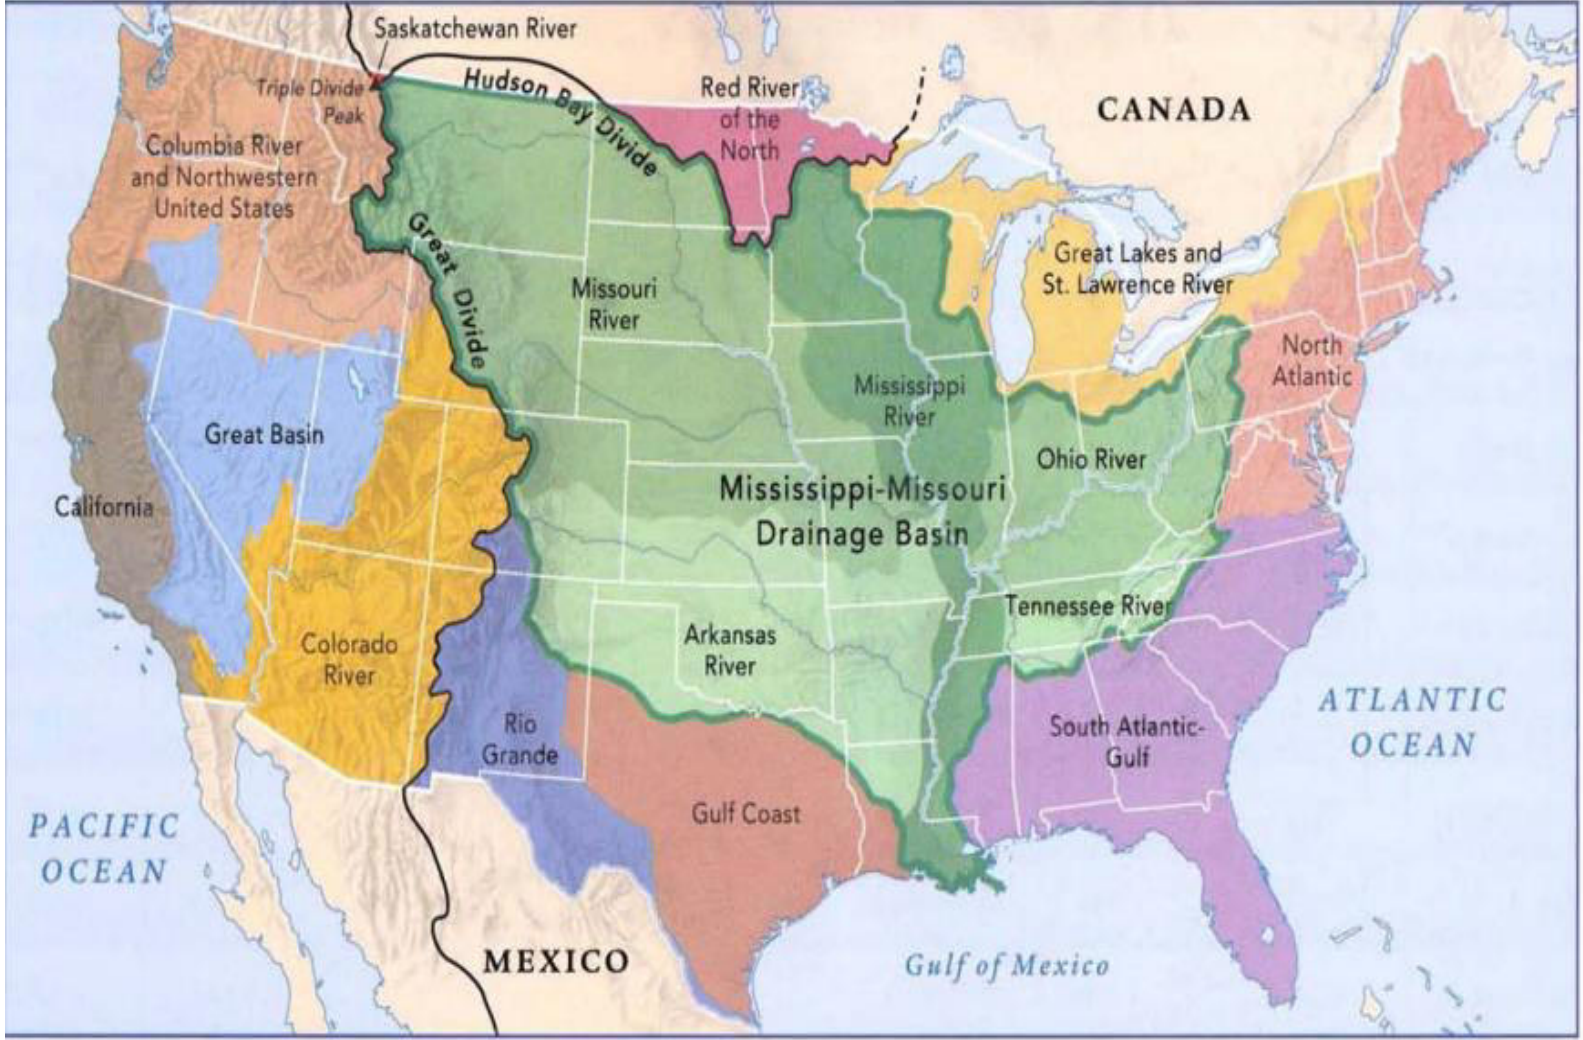 Saskatchewan River
Triple Divide
Peak
Hudson Bay Divide
Red River
of the
North
CANADA
Columbia River
and Northwestern
United States
Great Divide
Missouri
River
Great Lakes and
St. Lawrence River
North
Atlantic
Mississippi
River
Great Basin
Ohio River
California
Mississippi-Missouri
Drainage Basin
Tennessee River
Arkansas
River
Colorado
River
Rio
Grande
South Atlantic-
Gulf
ATLANTIC
OCEAN
Gulf Coast
PACIFIC
OCEAN
MEXICO
Gulf of Mexico